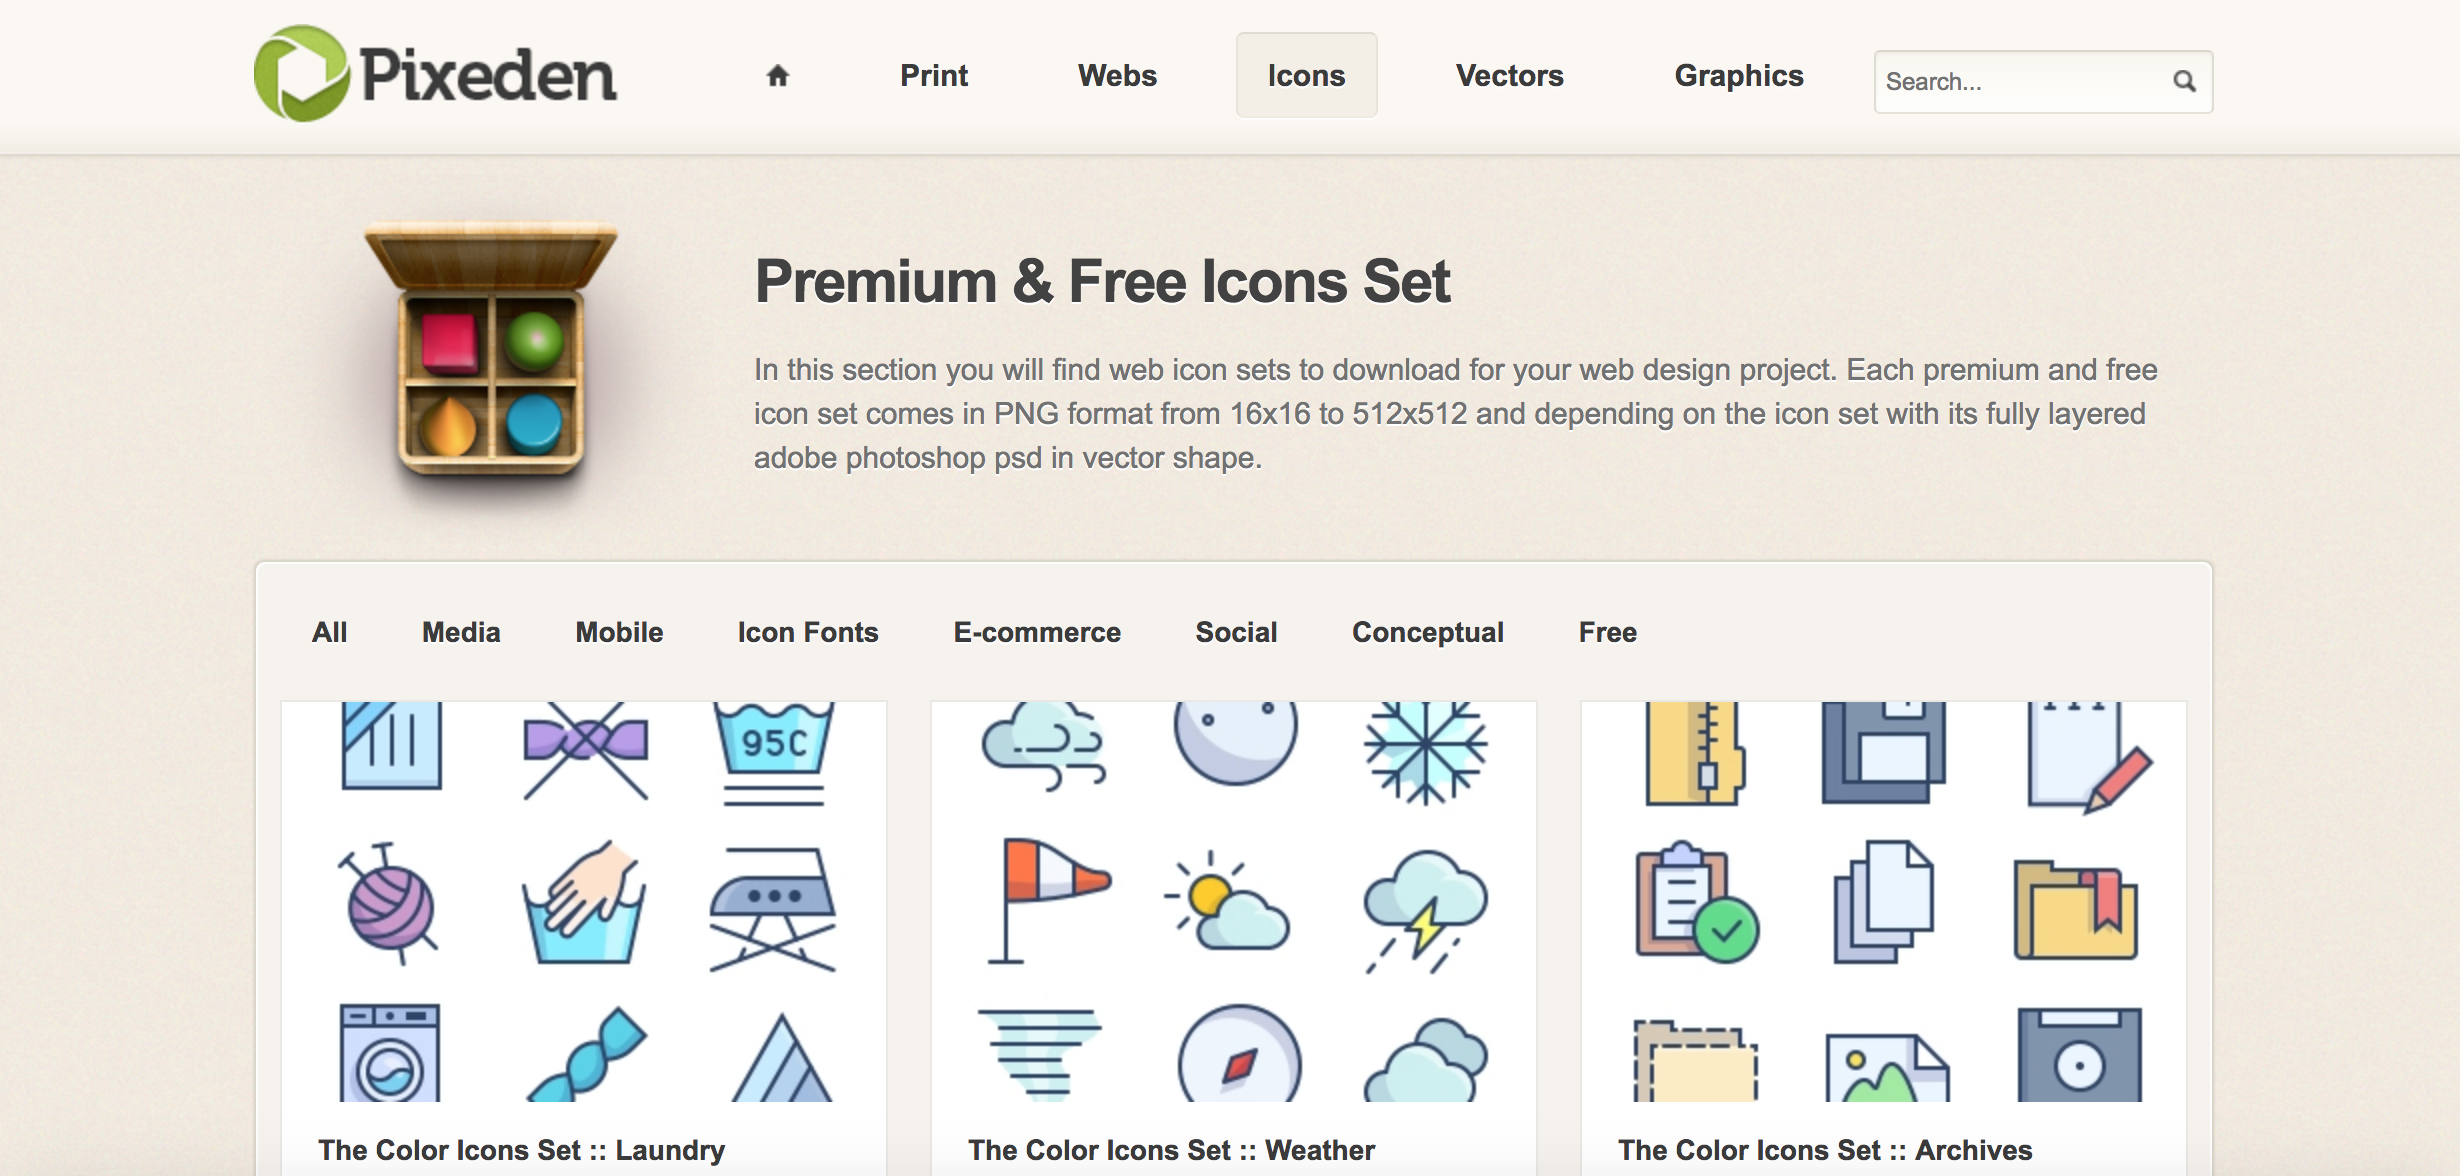 Pixeden
Print
Webs
Icons
Vectors
Graphics
Search...
Premium & Free Icons Set
In this section you will find web icon sets to download for your web design project. Each premium and free
icon set comes in PNG format from 16x16 to 512x512 and depending on the icon set with its fully layered
adobe photoshop psd in vector shape.
All
Media
Mobile
Icon Fonts
E-commerce
Social
Conceptual
Free
95C
The Color Icons Set :: Laundry
The Color Icons Set :: Weather
The Color Icons Set :: Archives